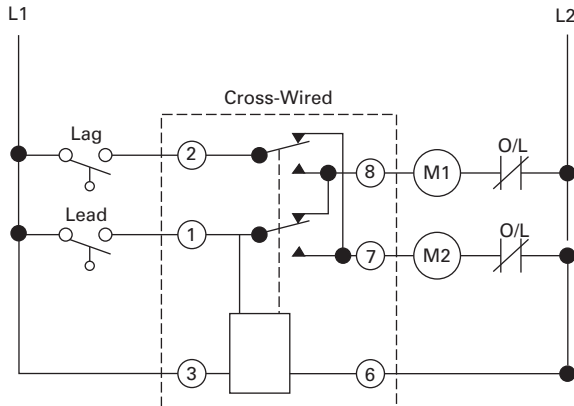 L1 L2
Cross-Wired
Lag O/L
2 8 M1
Lead O/L
1 7 M2
3 6